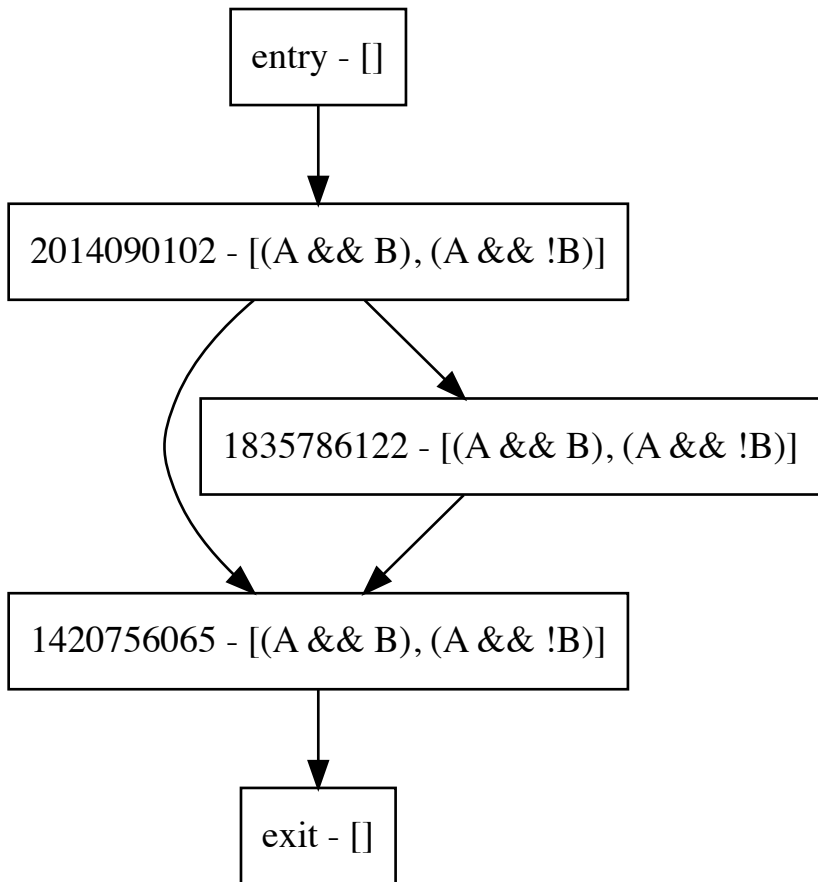 entry - []
2014090102 - [(A && B), (A && !B)]
1835786122 - [(A && B), (A && !B)]
1420756065 - [(A && B), (A && !B)]
exit - []